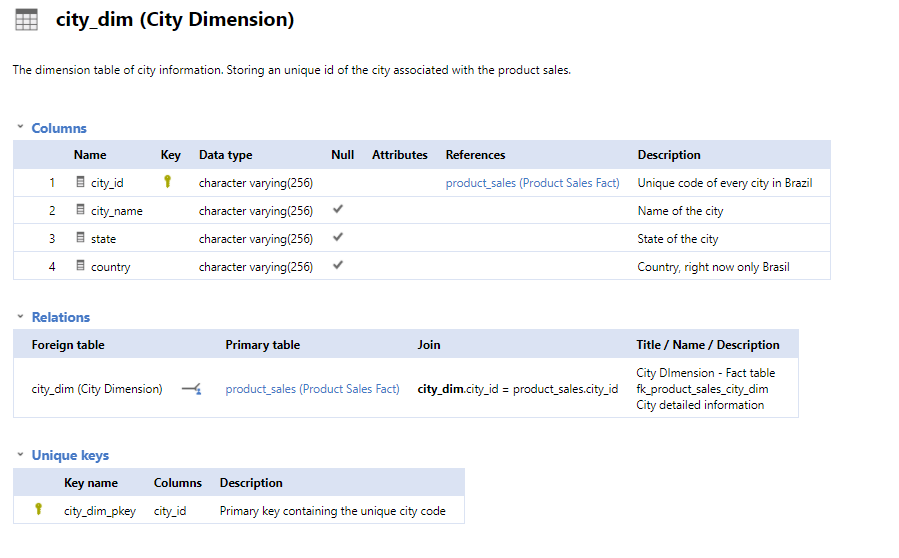 city_dim (City Dimension)
The dimension table of city information. Storing an unique id of the city associated with the product sales.
Columns
Name Key Data type Null Attributes References Description
1 city_id character varying(256) product_sales (Product Sales Fact) Unique code of every city in Brazil
2 city_name character varying(256) Name of the city
3 state character varying(256) State of the city
4 country character varying(256) Country, right now only Brasil
Relations
Foreign table Primary table Join Title / Name / Description
city_dim (City Dimension) product_sales (Product Sales Fact) city_dim.city_id = product_sales.city_id City DImension - Fact table
fk_product_sales_city_dim
City detailed information
Unique keys
Key name Columns Description
city_dim_pkey city_id Primary key containing the unique city code